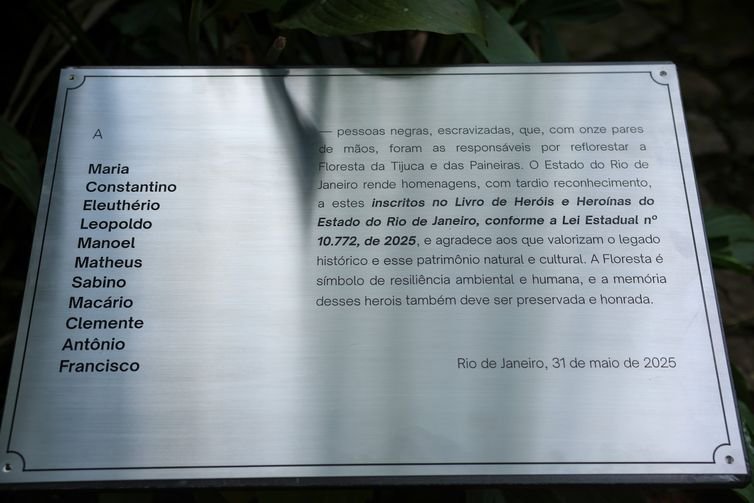 A
Maria
Constantino
Eleuthério
Leopoldo
Manoel
Matheus
Sabino
Macário
Clemente
Antônio
Francisco
— pessoas negras, escravizadas, que, com onze pares
de mãos, foram as responsáveis por reflorestar a
Floresta da Tijuca e das Paineiras. O Estado do Rio de
Janeiro rende homenagens, com tardio reconhecimento,
a estes inscritos no Livro de Heróis e Heroínas do
Estado do Rio de Janeiro, conforme a Lei Estadual nº
10.772, de 2025, e agradece aos que valorizam o legado
histórico e esse patrimônio natural e cultural. A Floresta é
símbolo de resiliência ambiental e humana, e a memória
desses herois também deve ser preservada e honrada.
Rio de Janeiro, 31 de maio de 2025